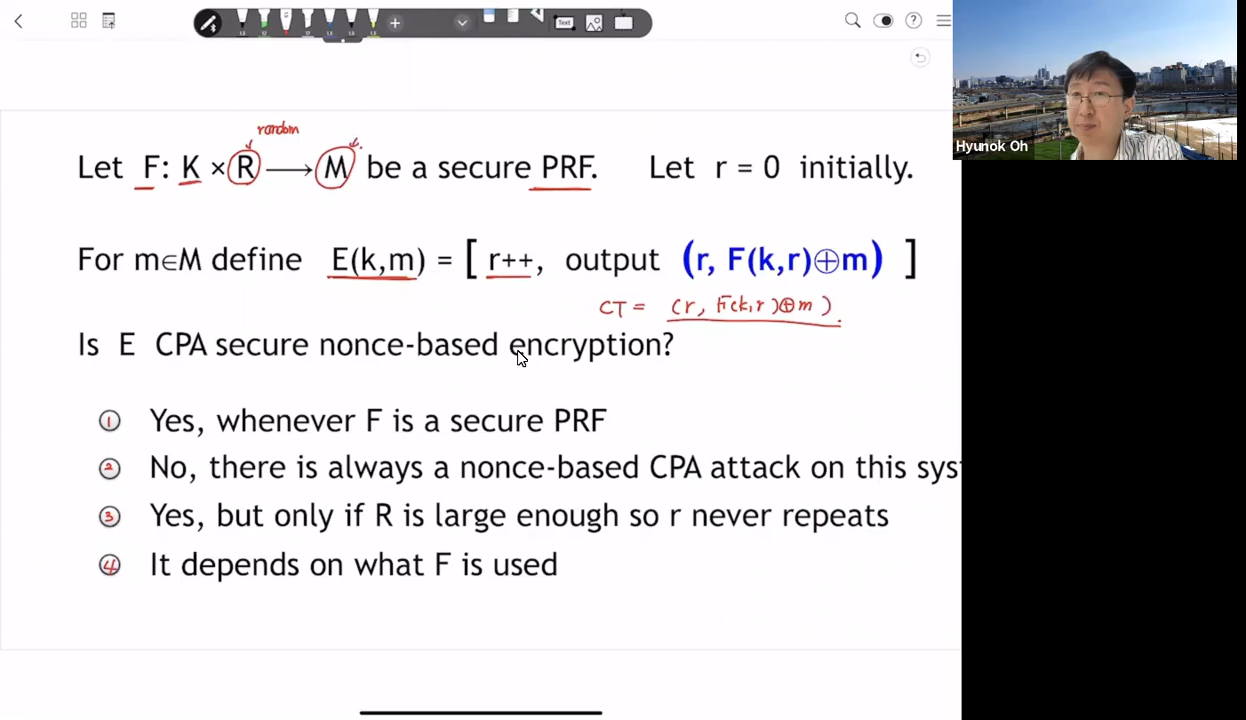 Text
Hyunok Oh
random
Let F: K × R ⟶ M be a secure PRF. Let r = 0 initially.
For m∈M define E(k,m) = [ r++, output (r, F(k,r)⊕m) ]
CT = (r, F(k,r)⊕m)
Is E CPA secure nonce-based encryption?
① Yes, whenever F is a secure PRF
② No, there is always a nonce-based CPA attack on this sys
③ Yes, but only if R is large enough so r never repeats
④ It depends on what F is used